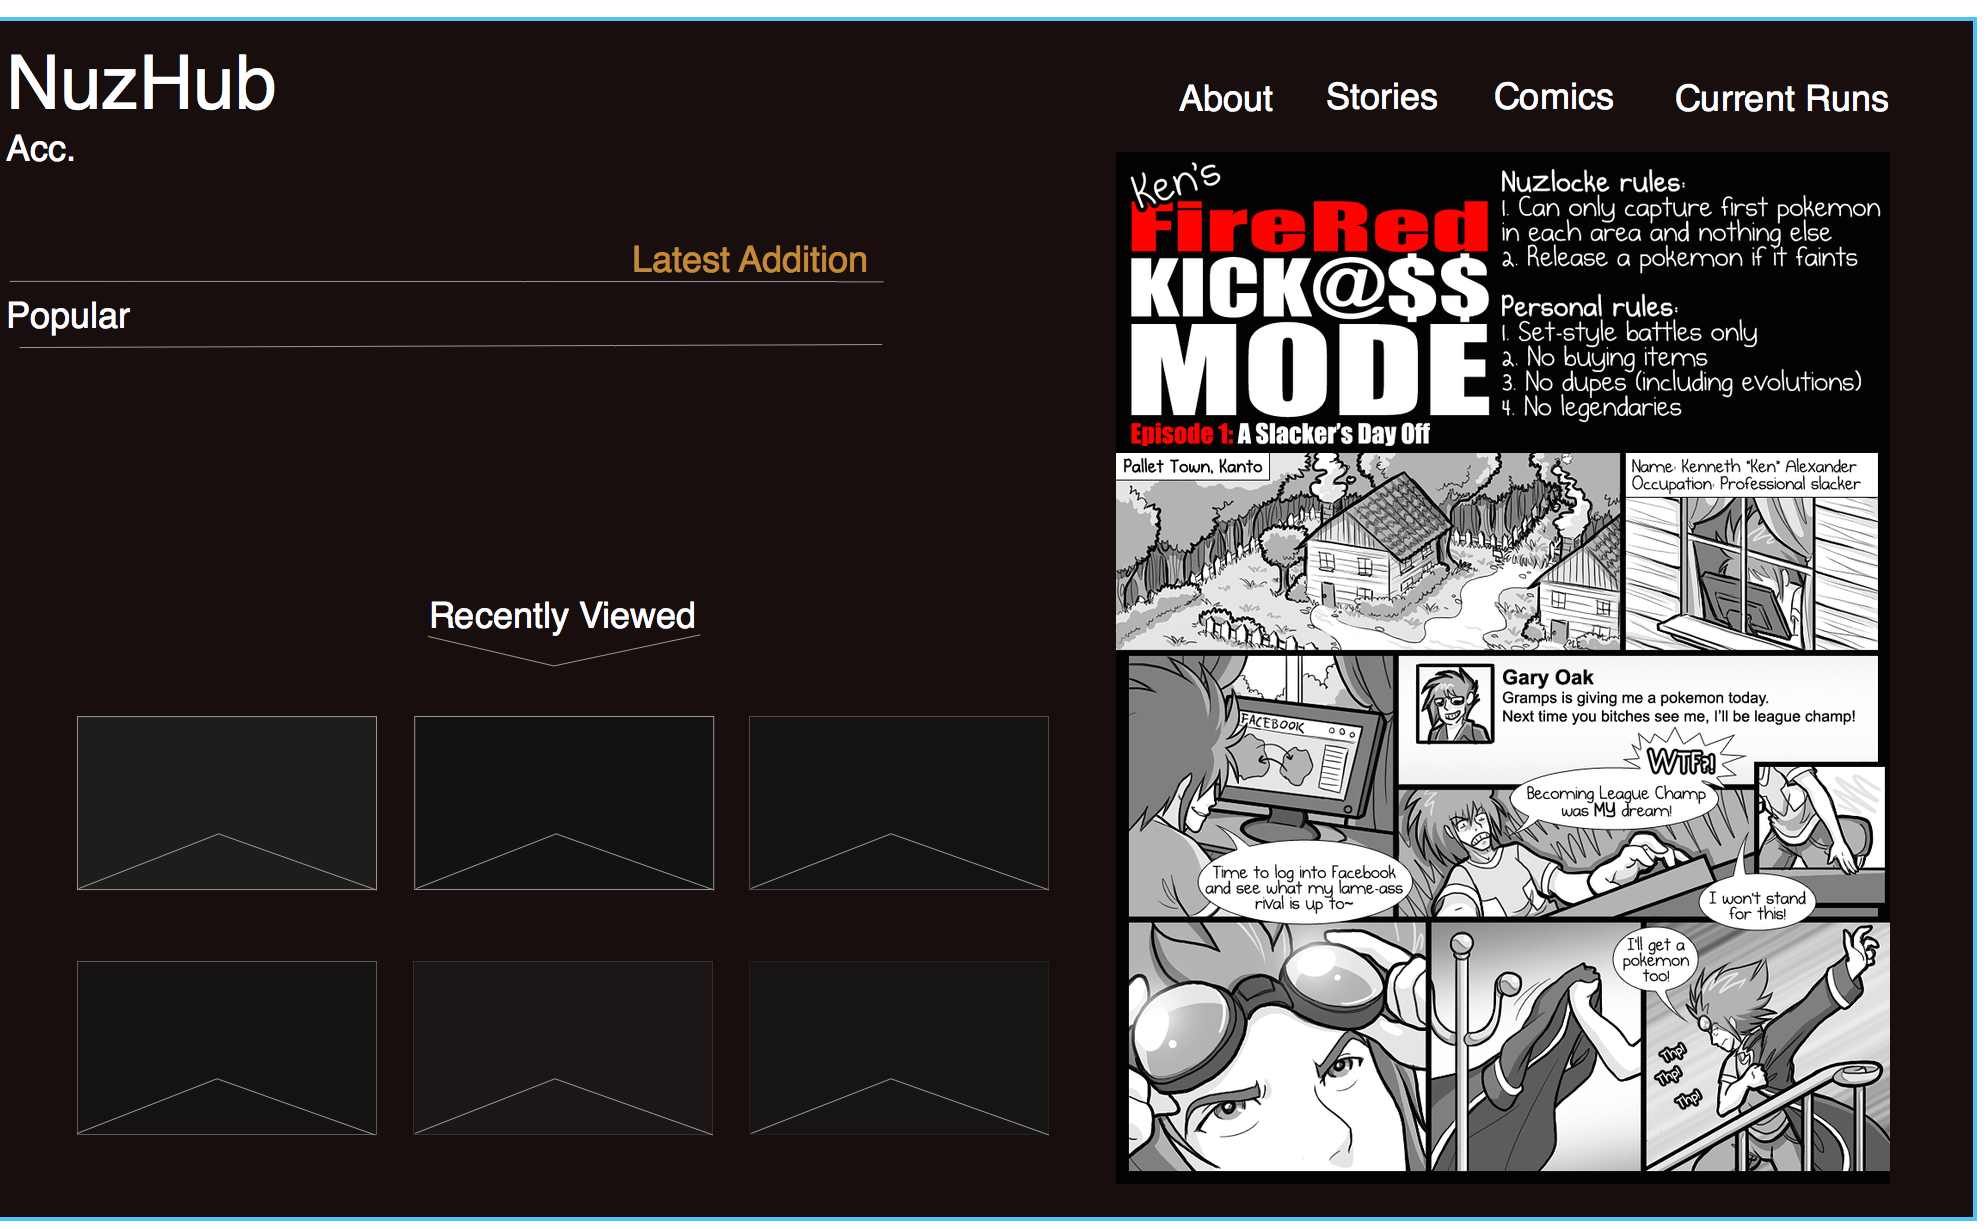 NuzHub
Acc.
About
Stories
Comics
Current Runs
Latest Addition
Popular
Recently Viewed
Ken's
FireRed
KICK@$$
MODE
Episode 1: A Slacker's Day Off
Nuzlocke rules:
1. Can only capture first pokemon
in each area and nothing else
2. Release a pokemon if it faints
Personal rules:
1. Set-style battles only
2. No buying items
3. No dupes (including evolutions)
4. No legendaries
Pallet Town, Kanto
Name: Kenneth "Ken" Alexander
Occupation: Professional slacker
FACEBOOK
Time to log into Facebook
and see what my lame-ass
rival is up to~
Gary Oak
Gramps is giving me a pokemon today.
Next time you bitches see me, I'll be league champ!
WTF?!
Becoming League Champ
was MY dream!
I won't stand
for this!
I'll get a
pokemon
too!
Thp!
Thp!
Thp!